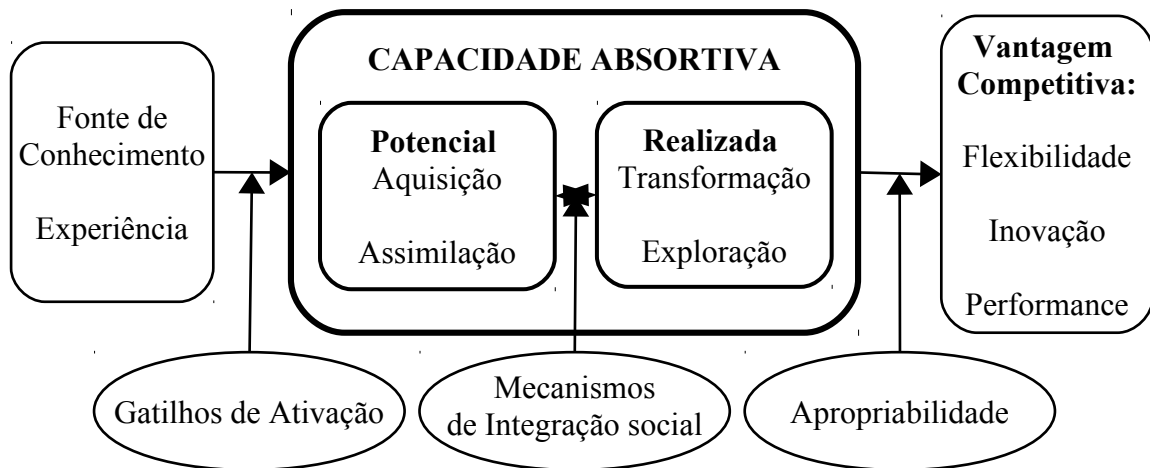 Fonte de
Conhecimento
Experiência
CAPACIDADE ABSORTIVA
Potencial
Aquisição
Assimilação
Realizada
Transformação
Exploração
Vantagem
Competitiva:
Flexibilidade
Inovação
Performance
Gatilhos de Ativação
Mecanismos
de Integração social
Apropriabilidade